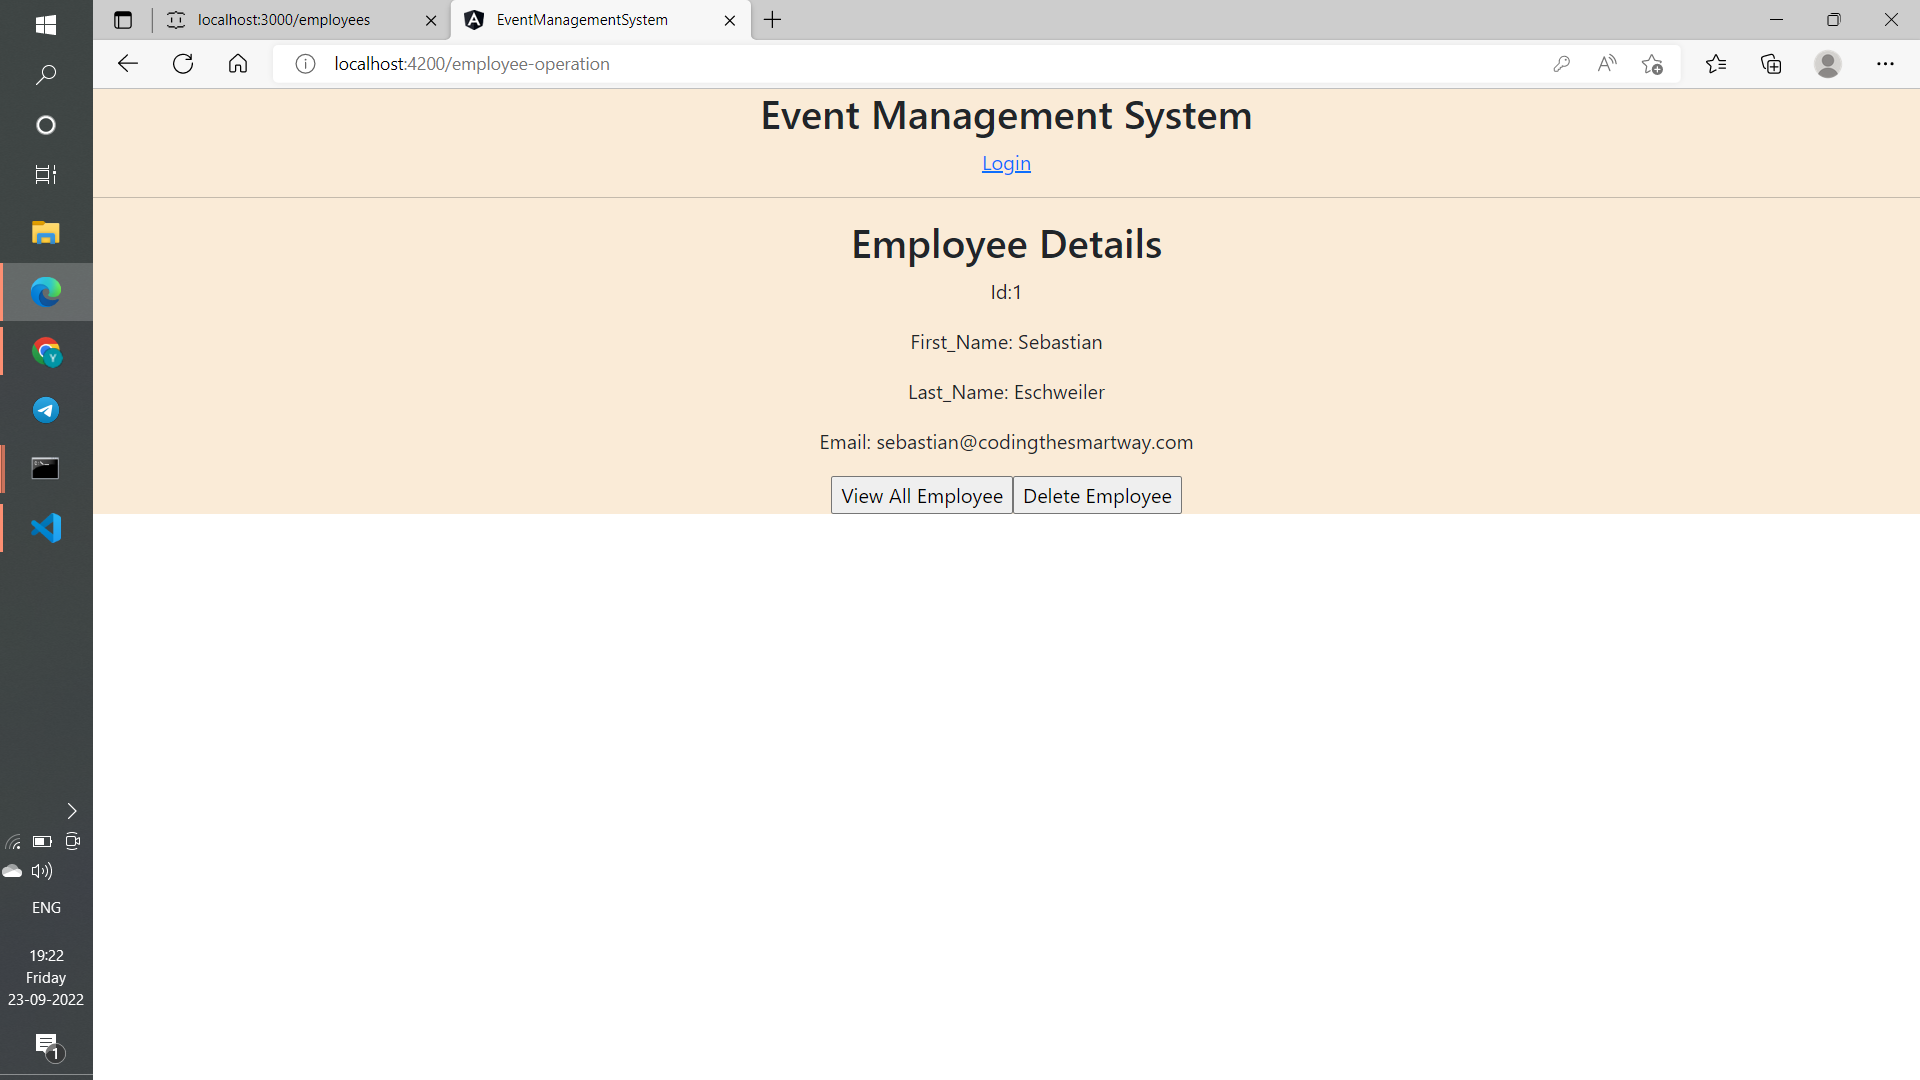 localhost:3000/employees
EventManagementSystem
localhost:4200/employee-operation
Event Management System
Login
Employee Details
Id:1
First_Name: Sebastian
Last_Name: Eschweiler
Email: sebastian@codingthesmartway.com
View All Employee Delete Employee
Y
ENG
19:22
Friday
23-09-2022
1